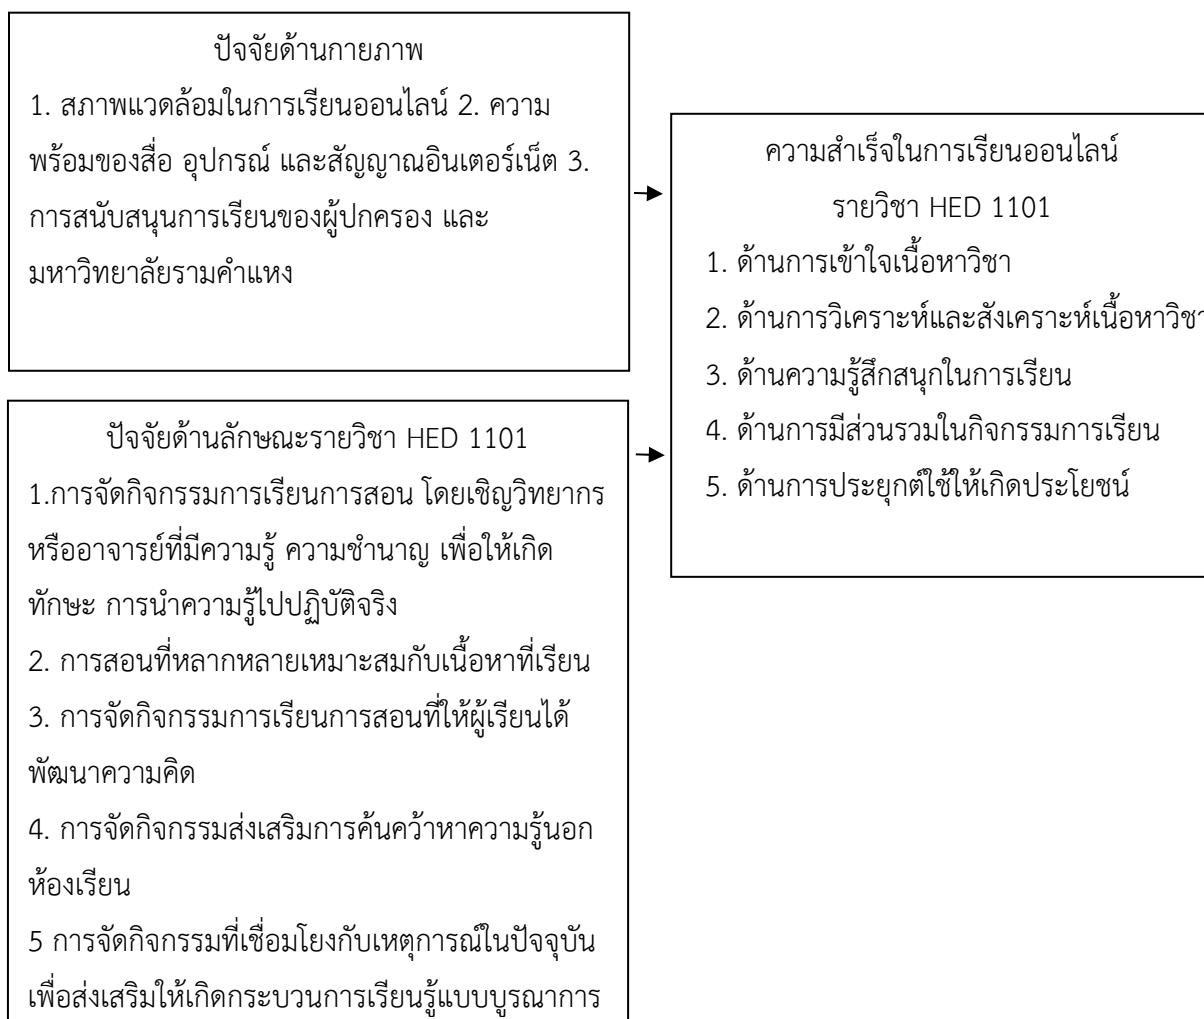 ปัจจัยด้านกายภาพ
1. สภาพแวดล้อมในการเรียนออนไลน์ 2. ความ
พร้อมของสื่อ อุปกรณ์ และสัญญาณอินเตอร์เน็ต 3.
การสนับสนุนการเรียนของผู้ปกครอง และ
มหาวิทยาลัยรามคำแหง
ความสำเร็จในการเรียนออนไลน์
รายวิชา HED 1101
1. ด้านการเข้าใจเนื้อหาวิชา
2. ด้านการวิเคราะห์และสังเคราะห์เนื้อหาวิชา
3. ด้านความรู้สึกสนุกในการเรียน
4. ด้านการมีส่วนรวมในกิจกรรมการเรียน
5. ด้านการประยุกต์ใช้ให้เกิดประโยชน์
ปัจจัยด้านลักษณะรายวิชา HED 1101
1.การจัดกิจกรรมการเรียนการสอน โดยเชิญวิทยากร
หรืออาจารย์ที่มีความรู้ ความชำนาญ เพื่อให้เกิด
ทักษะ การนำความรู้ไปปฏิบัติจริง
2. การสอนที่หลากหลายเหมาะสมกับเนื้อหาที่เรียน
3. การจัดกิจกรรมการเรียนการสอนที่ให้ผู้เรียนได้
พัฒนาความคิด
4. การจัดกิจกรรมส่งเสริมการค้นคว้าหาความรู้นอก
ห้องเรียน
5 การจัดกิจกรรมที่เชื่อมโยงกับเหตุการณ์ในปัจจุบัน
เพื่อส่งเสริมให้เกิดกระบวนการเรียนรู้แบบบูรณาการ